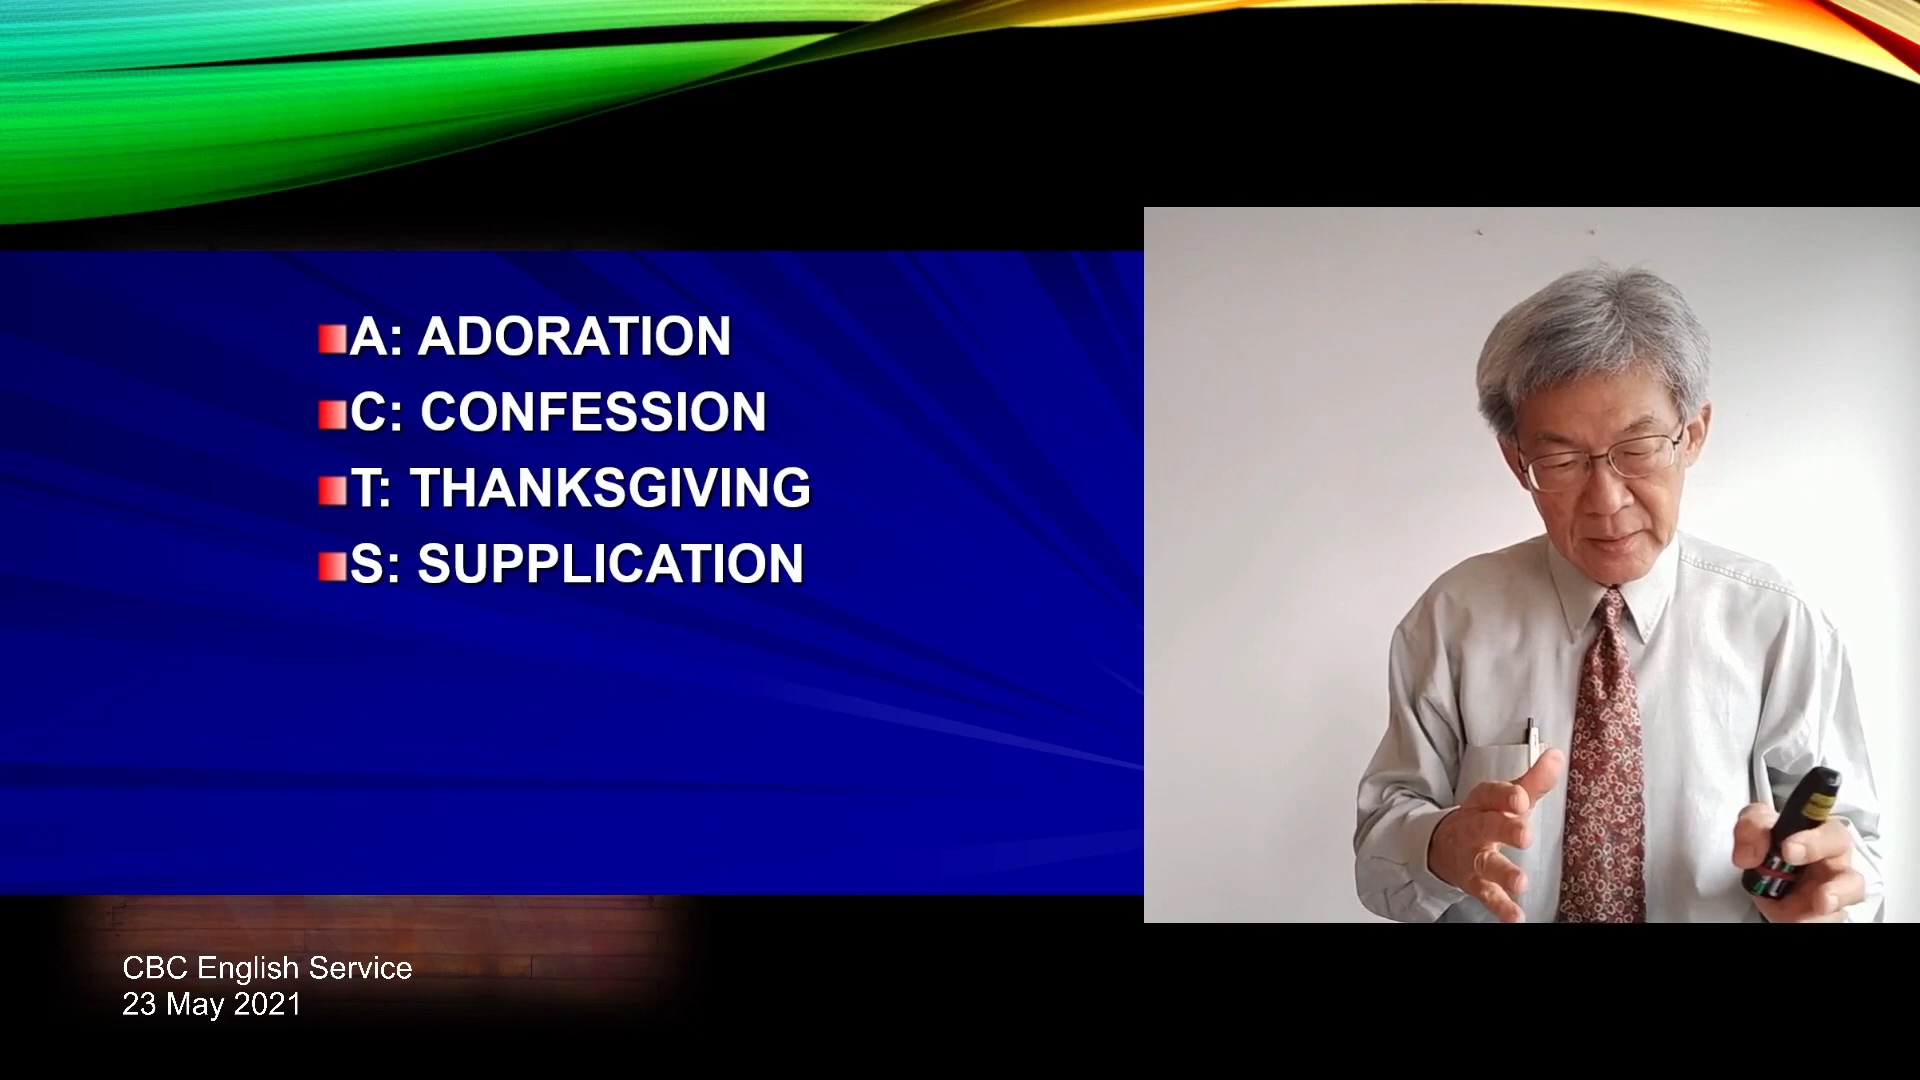 A: ADORATION
C: CONFESSION
T: THANKSGIVING
S: SUPPLICATION
CBC English Service
23 May 2021